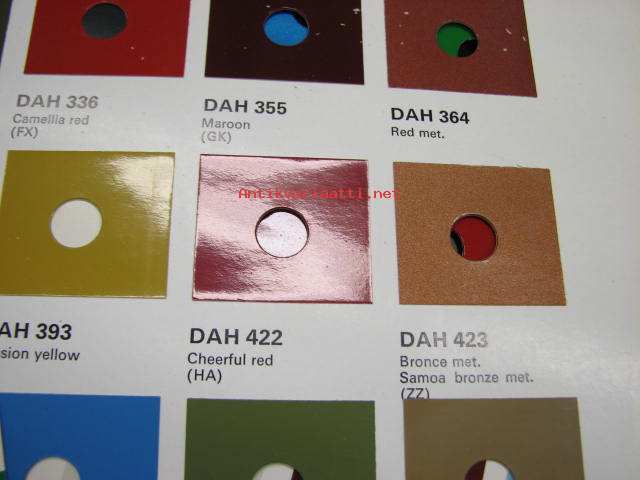 DAH 336
Camellia red
(FX)
DAH 355
Maroon
(GK)
DAH 364
Red met.
Antikvariaatti.net
AH 393
sion yellow
DAH 422
Cheerful red
(HA)
DAH 423
Bronce met.
Samoa bronze met.
(ZZ)